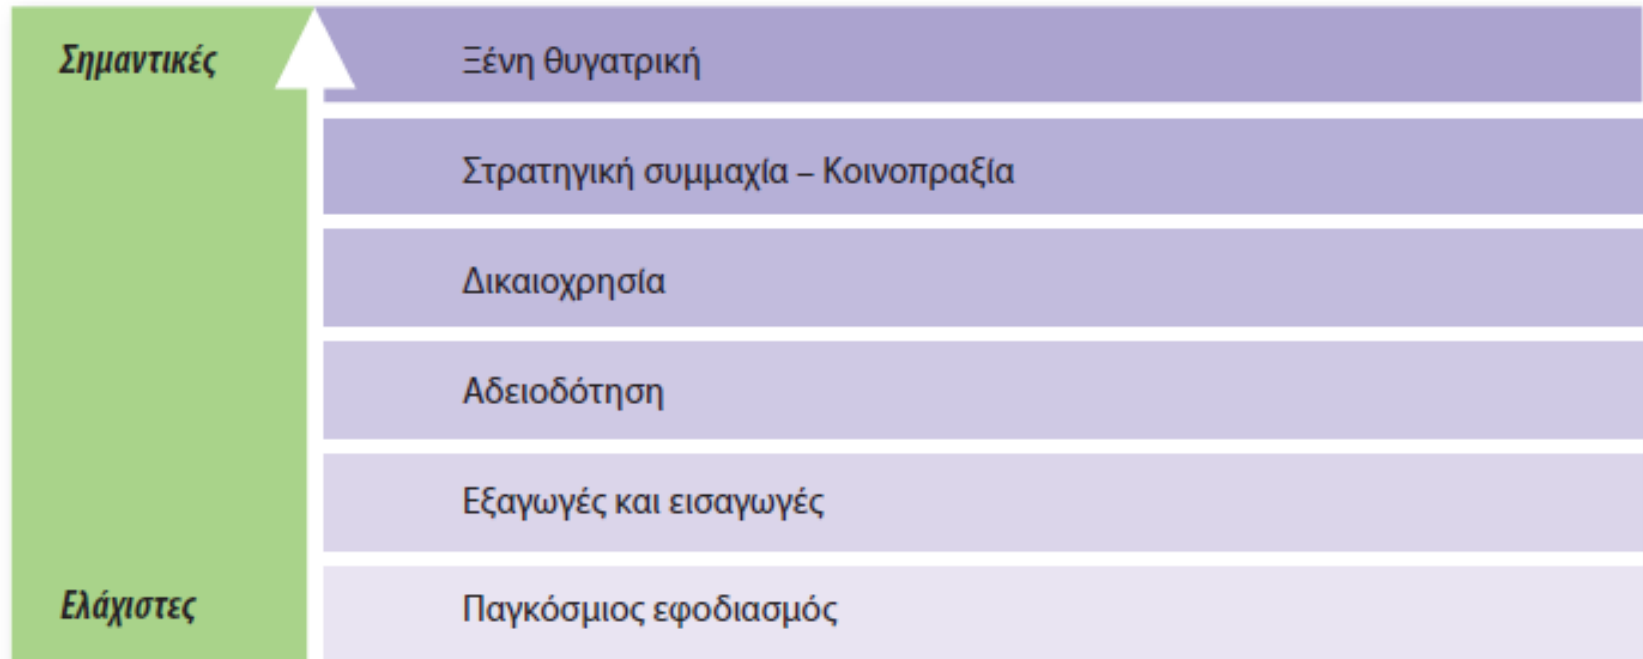 Σημαντικές
Ξένη θυγατρική
Στρατηγική συμμαχία – Κοινοπραξία
Δικαιοχρησία
Αδειοδότηση
Εξαγωγές και εισαγωγές
Ελάχιστες
Παγκόσμιος εφοδιασμός